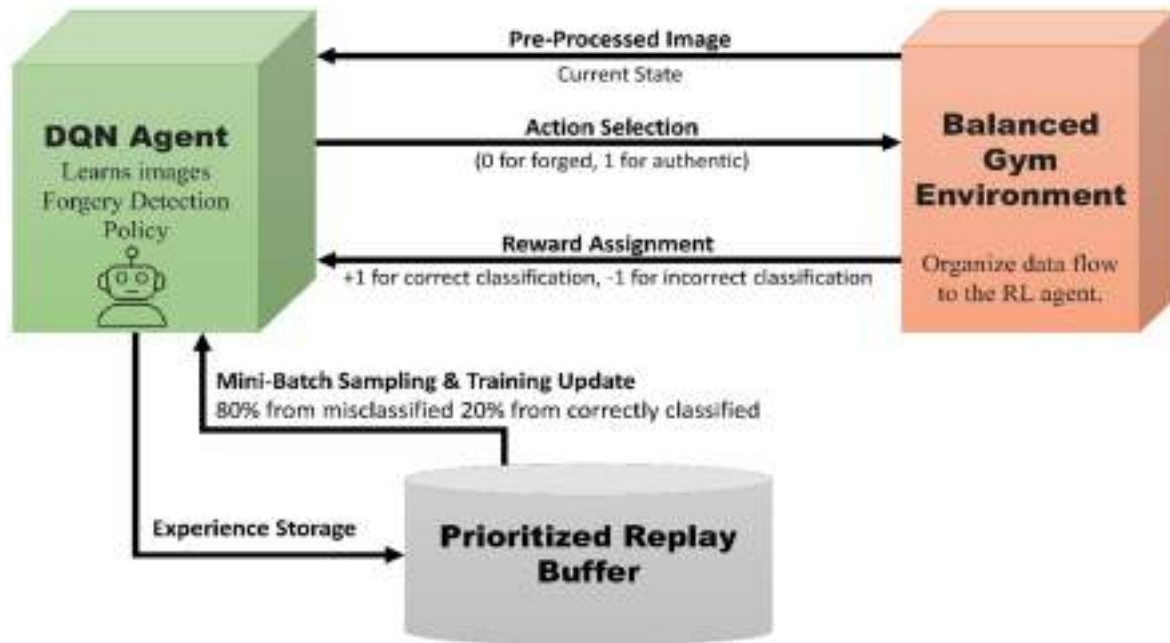 Pre-Processed Image
Current State
DQN Agent
Learns images
Forgery Detection
Policy
Action Selection
(0 for forged, 1 for authentic)
Balanced
Gym
Environment
Organize data flow
to the RL agent.
Reward Assignment
+1 for correct classification, -1 for incorrect classification
Mini-Batch Sampling & Training Update
80% from misclassified 20% from correctly classified
Experience Storage
Prioritized Replay
Buffer